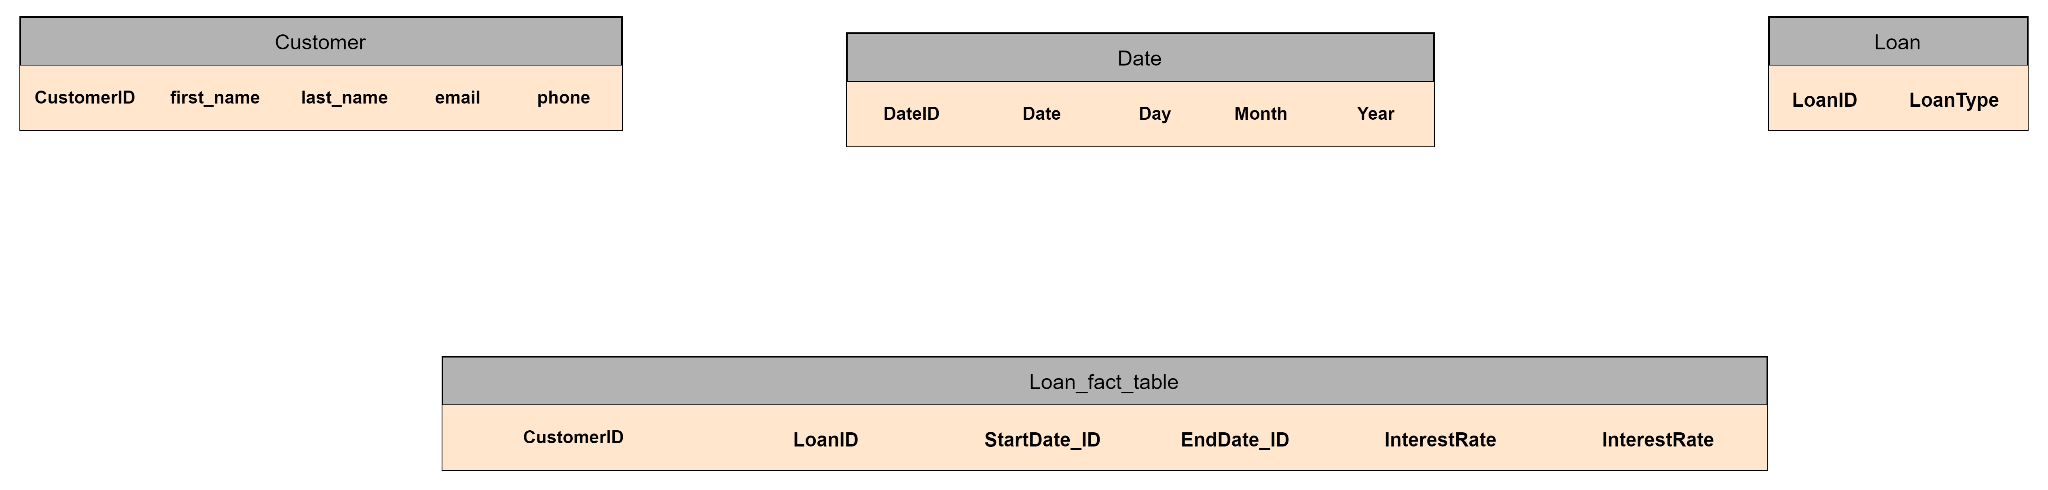 Customer
CustomerID first_name last_name email phone
Date
DateID Date Day Month Year
Loan
LoanID LoanType
Loan_fact_table
CustomerID LoanID StartDate_ID EndDate_ID InterestRate InterestRate